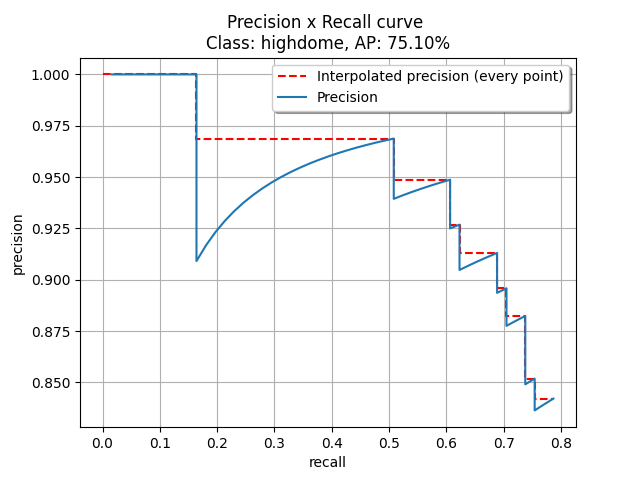 Precision x Recall curve
Class: highdome, AP: 75.10%
Interpolated precision (every point)
Precision
1.000
0.975
0.950
0.925
0.900
0.875
0.850
precision
0.0 0.1 0.2 0.3 0.4 0.5 0.6 0.7 0.8
recall